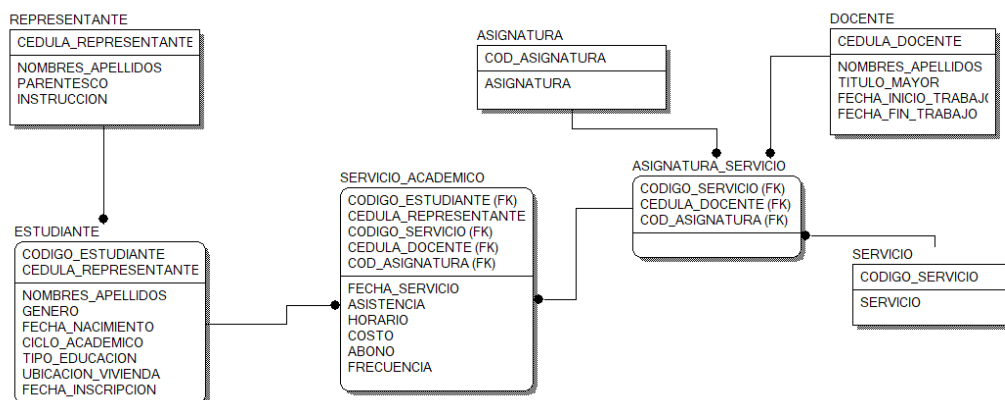 REPRESENTANTE
CEDULA_REPRESENTANTE
NOMBRES_APELLIDOS
PARENTESCO
INSTRUCCION
ASIGNATURA
COD_ASIGNATURA
ASIGNATURA
DOCENTE
CEDULA_DOCENTE
NOMBRES_APELLIDOS
TITULO_MAYOR
FECHA_INICIO_TRABAJ
FECHA_FIN_TRABAJO
ESTUDIANTE
CODIGO_ESTUDIANTE
CEDULA_REPRESENTANTE
NOMBRES_APELLIDOS
GENERO
FECHA_NACIMIENTO
CICLO_ACADEMICO
TIPO_EDUCACION
UBICACION_VIVIENDA
FECHA_INSCRIPCION
SERVICIO_ACADEMICO
CODIGO_ESTUDIANTE (FK)
CEDULA_REPRESENTANTE
CODIGO_SERVICIO (FK)
CEDULA_DOCENTE (FK)
COD_ASIGNATURA (FK)
FECHA_SERVICIO
ASISTENCIA
HORARIO
COSTO
ABONO
FRECUENCIA
ASIGNATURA_SERVICIO
CODIGO_SERVICIO (FK)
CEDULA_DOCENTE (FK)
COD_ASIGNATURA (FK)
SERVICIO
CODIGO_SERVICIO
SERVICIO